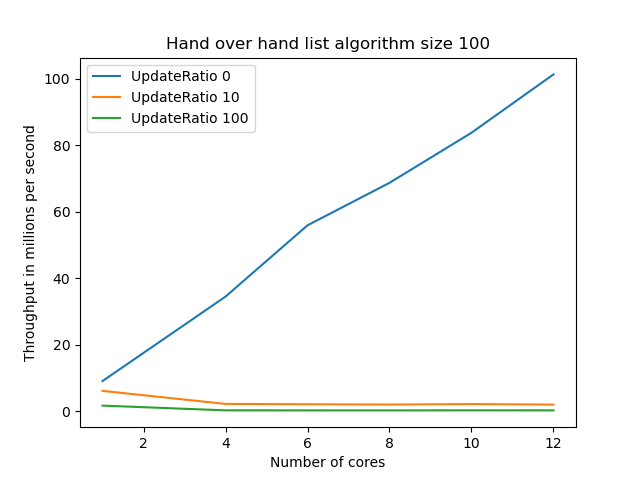 Hand over hand list algorithm size 100
UpdateRatio 0
UpdateRatio 10
UpdateRatio 100
Throughput in millions per second
100
80
60
40
20
0
2 4 6 8 10 12
Number of cores